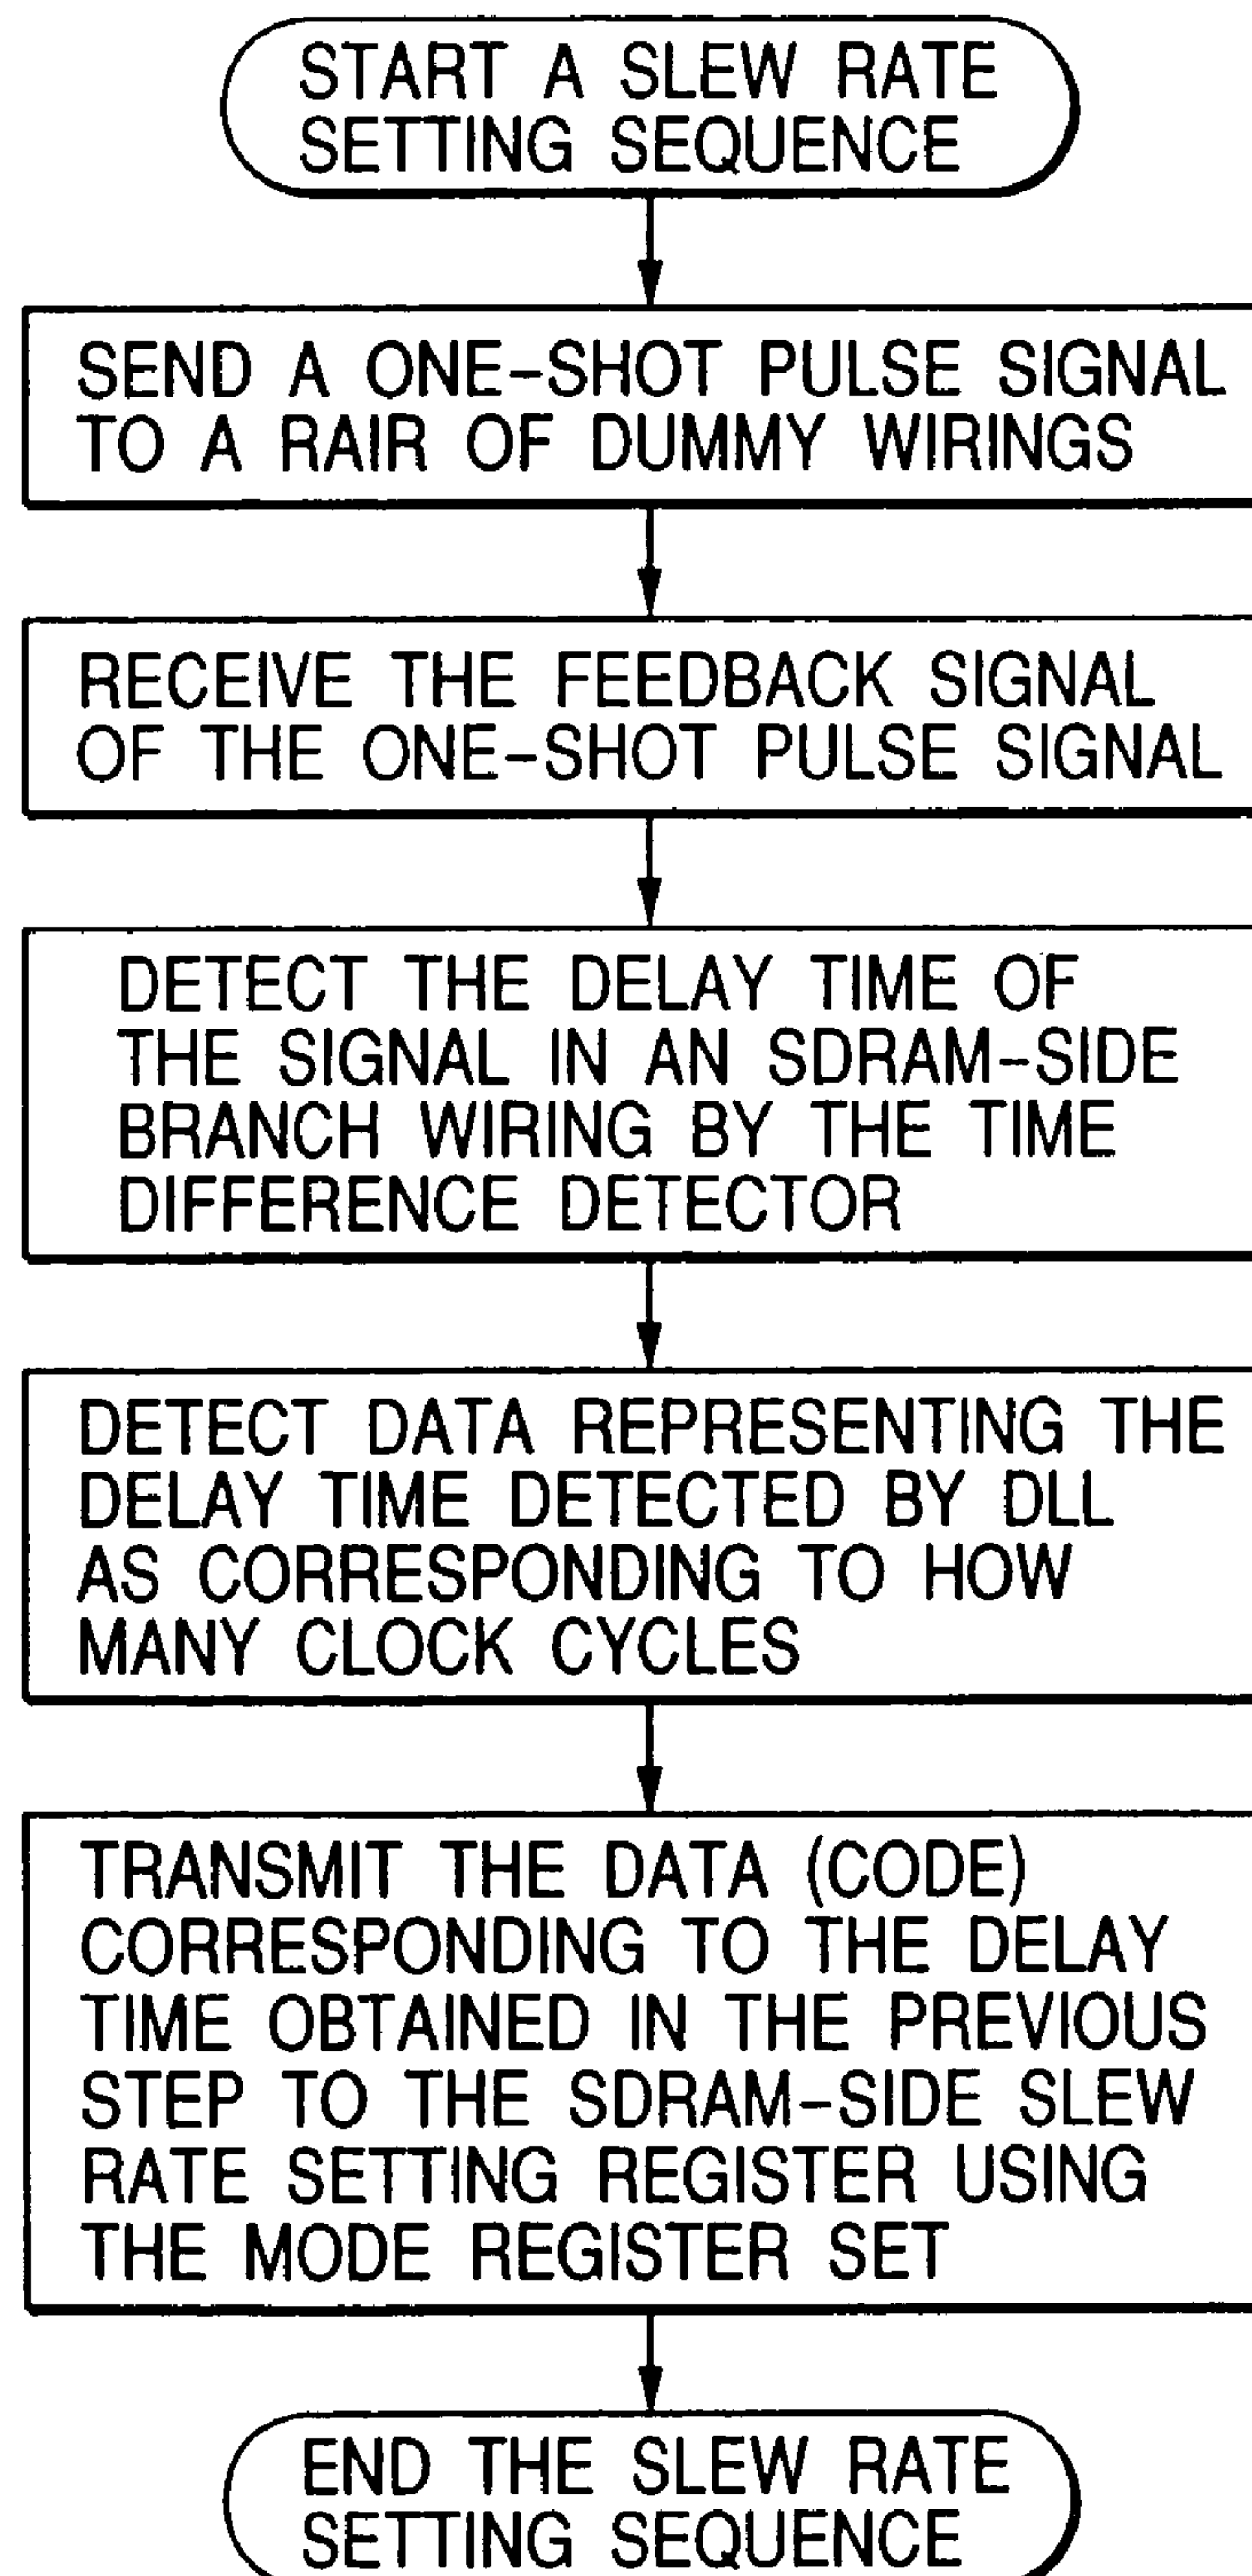 START A SLEW RATE
SETTING SEQUENCE
SEND A ONE-SHOT PULSE SIGNAL
TO A RAIR OF DUMMY WIRINGS
RECEIVE THE FEEDBACK SIGNAL
OF THE ONE-SHOT PULSE SIGNAL
DETECT THE DELAY TIME OF
THE SIGNAL IN AN SDRAM-SIDE
BRANCH WIRING BY THE TIME
DIFFERENCE DETECTOR
DETECT DATA REPRESENTING THE
DELAY TIME DETECTED BY DLL
AS CORRESPONDING TO HOW
MANY CLOCK CYCLES
TRANSMIT THE DATA (CODE)
CORRESPONDING TO THE DELAY
TIME OBTAINED IN THE PREVIOUS
STEP TO THE SDRAM-SIDE SLEW
RATE SETTING REGISTER USING
THE MODE REGISTER SET
END THE SLEW RATE
SETTING SEQUENCE